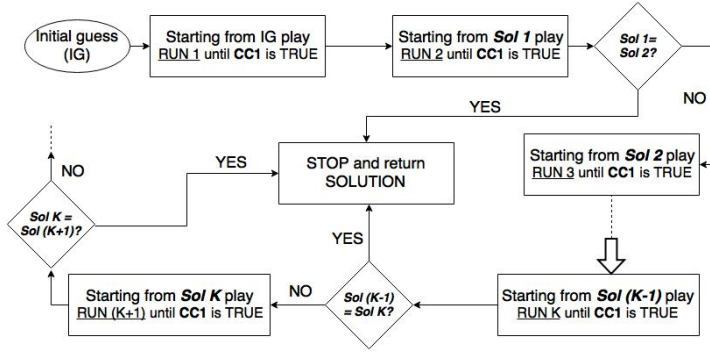 Initial guess
(IG)
Starting from IG play
RUN 1 until CC1 is TRUE
Starting from Sol 1 play
RUN 2 until CC1 is TRUE
Sol 1=
Sol 2?
YES
NO
Starting from Sol 2 play
RUN 3 until CC1 is TRUE
STOP and return
SOLUTION
YES
NO
Sol K =
Sol (K+1)?
YES
Starting from Sol K play
RUN (K+1) until CC1 is TRUE
NO
Sol (K-1)
= Sol K?
Starting from Sol (K-1) play
RUN K until CC1 is TRUE